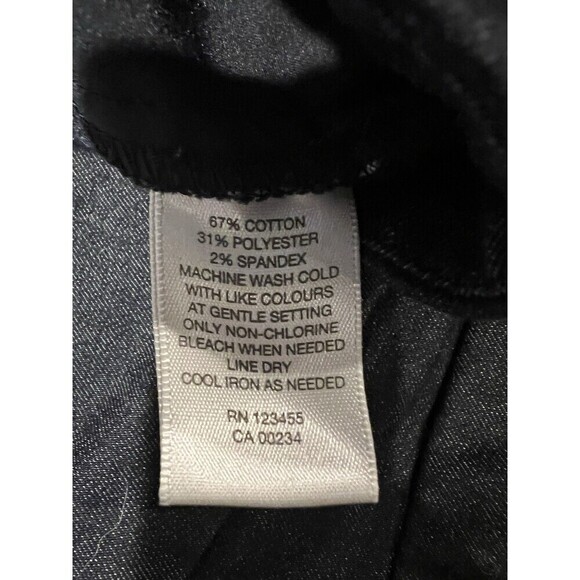 67% COTTON
31% POLYESTER
2% SPANDEX
MACHINE WASH COLD
WITH LIKE COLOURS
AT GENTLE SETTING
ONLY NON-CHLORINE
BLEACH WHEN NEEDED
LINE DRY
COOL IRON AS NEEDED
RN 123455
CA 00234